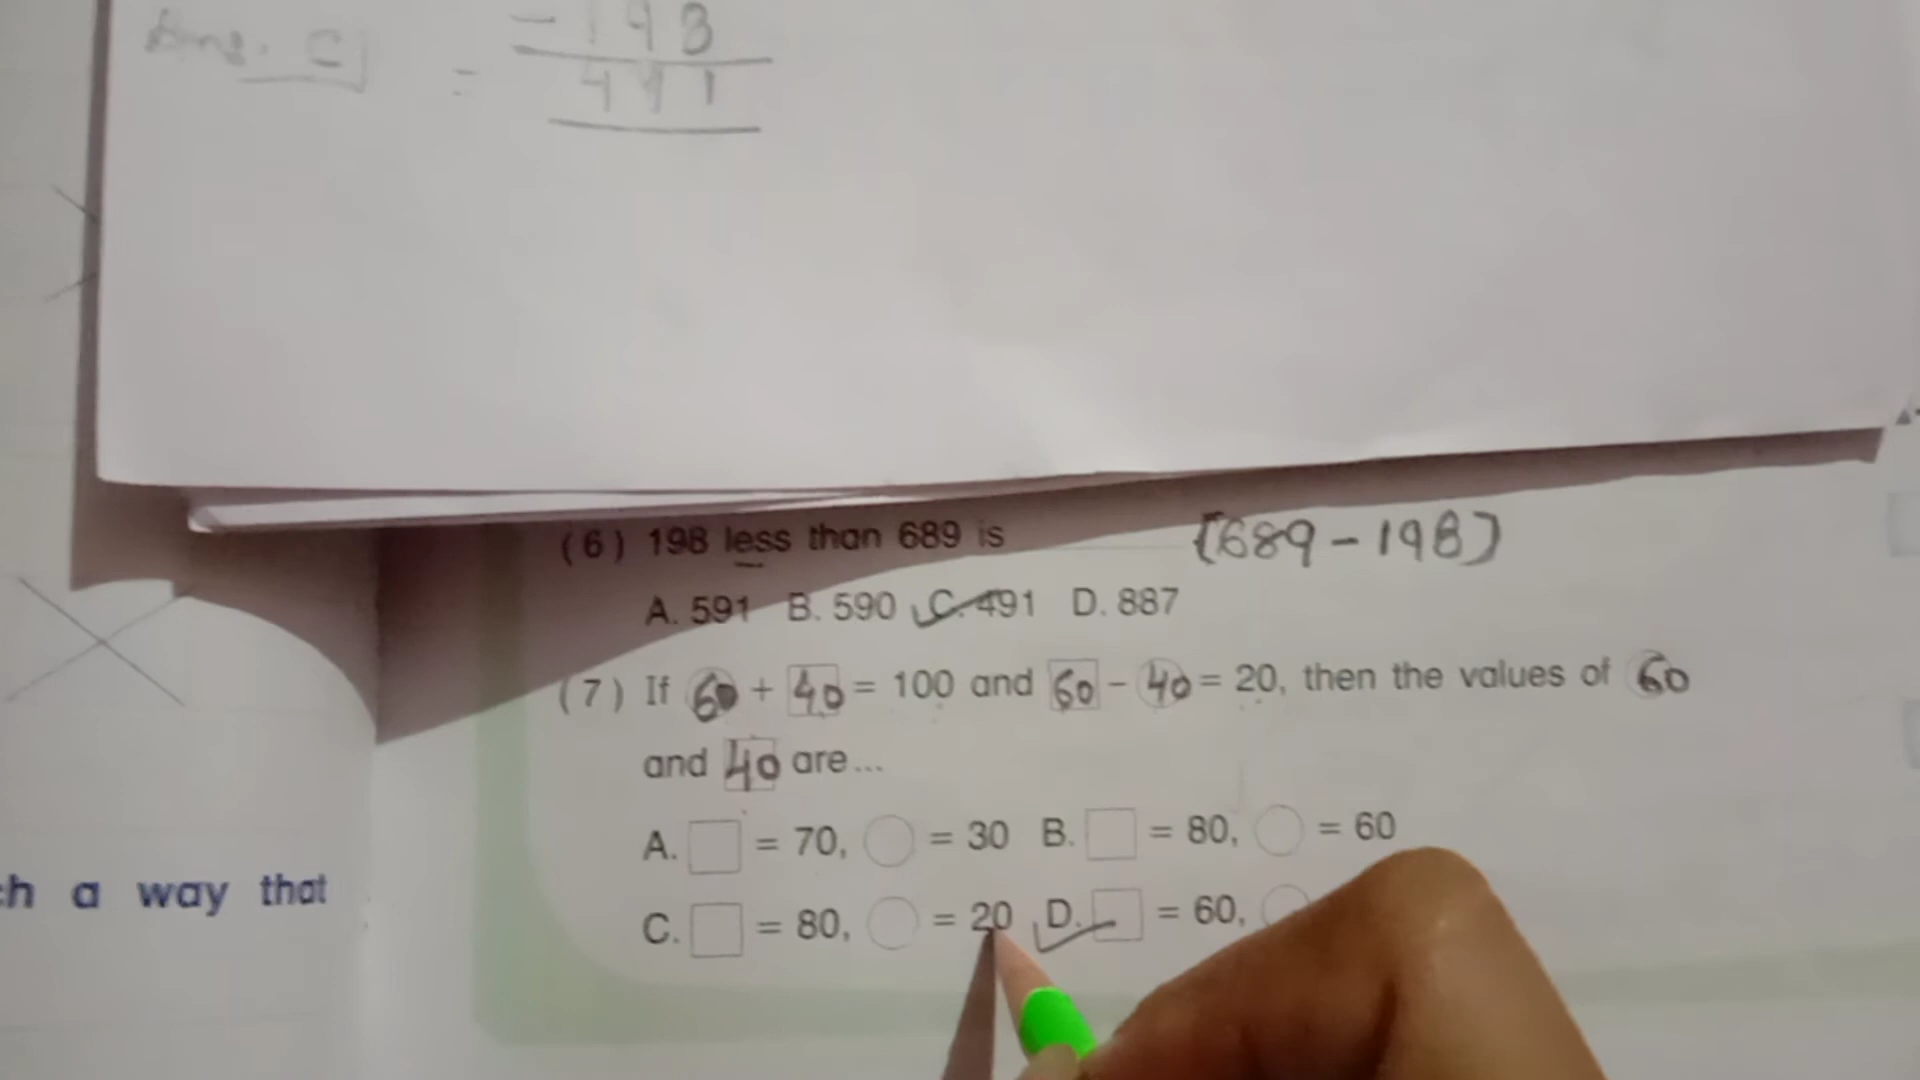 Ans. C
- 198
= 491
(6) 198 less than 689 is [689-198]
A. 591 B. 590 C. 491 D. 887
(7) If 60 + 40 = 100 and 60 - 40 = 20, then the values of 60
and 40 are...
A. □ = 70, ○ = 30 B. □ = 80, ○ = 60
C. □ = 80, ○ = 20 D. □ = 60, ○
a way that